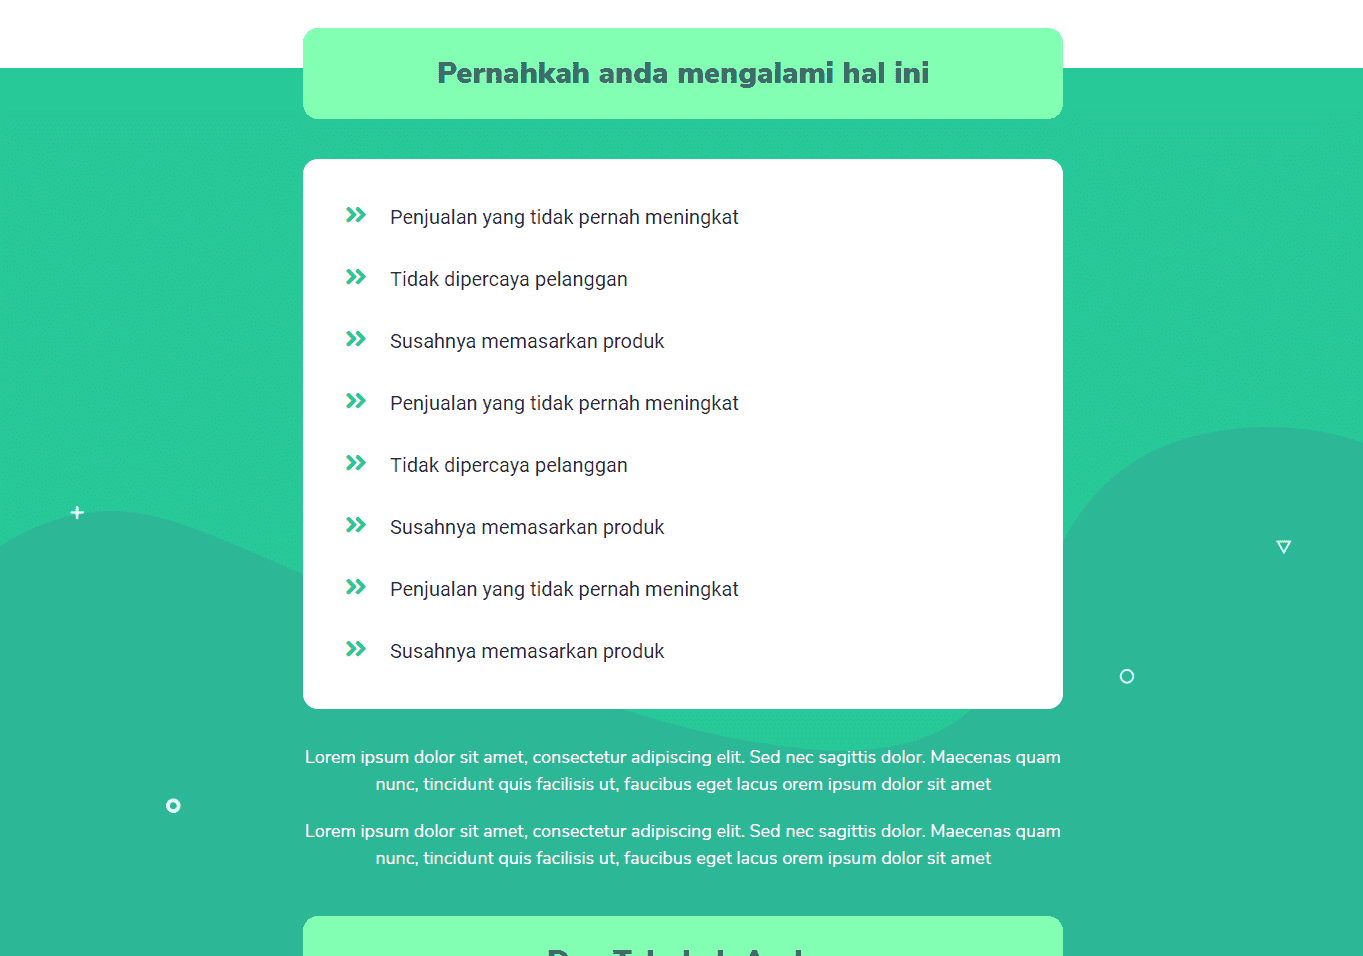 Pernahkah anda mengalami hal ini
Penjualan yang tidak pernah meningkat
Tidak dipercaya pelanggan
Susahnya memasarkan produk
Penjualan yang tidak pernah meningkat
Tidak dipercaya pelanggan
Susahnya memasarkan produk
Penjualan yang tidak pernah meningkat
Susahnya memasarkan produk
Lorem ipsum dolor sit amet, consectetur adipiscing elit. Sed nec sagittis dolor. Maecenas quam
nunc, tincidunt quis facilisis ut, faucibus eget lacus orem ipsum dolor sit amet
Lorem ipsum dolor sit amet, consectetur adipiscing elit. Sed nec sagittis dolor. Maecenas quam
nunc, tincidunt quis facilisis ut, faucibus eget lacus orem ipsum dolor sit amet